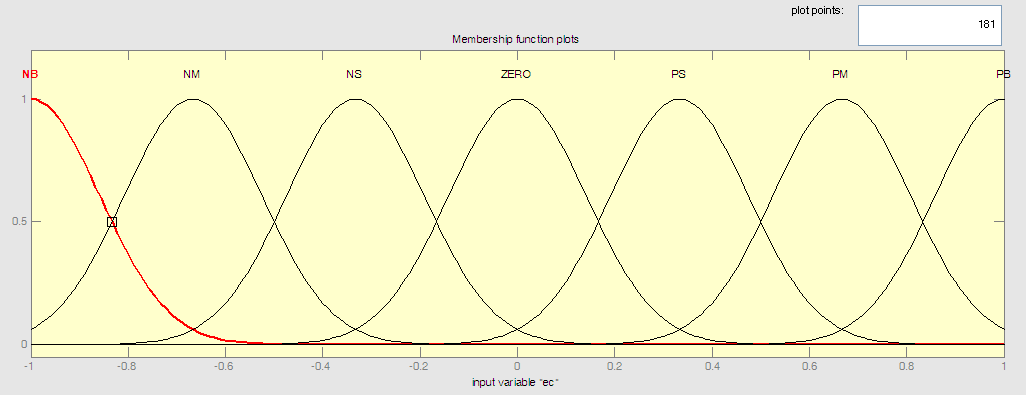 plot points: 181
Membership function plots
NB NM NS ZERO PS PM PB
1
0.5
0
-1 -0.8 -0.6 -0.4 -0.2 0 0.2 0.4 0.6 0.8 1
input variable "ec"